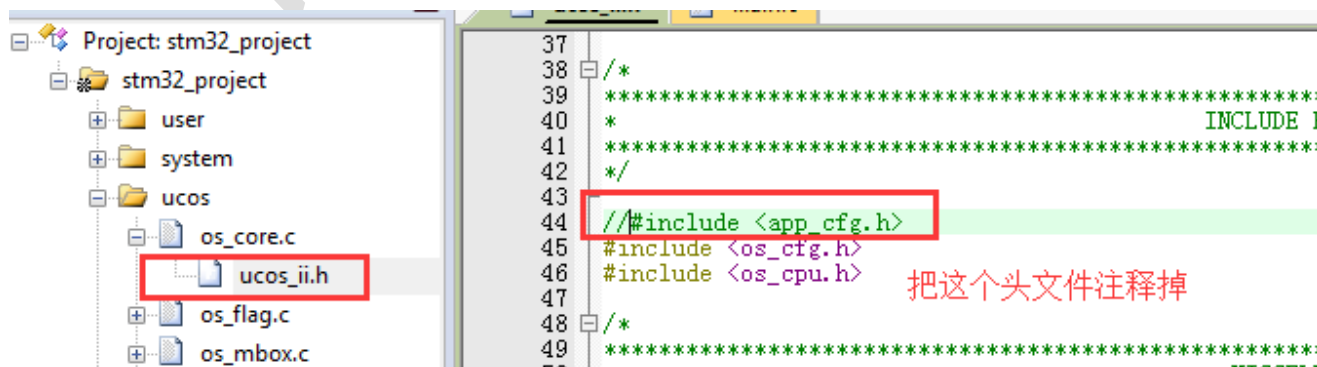 Project: stm32_project
stm32_project
user
system
ucos
os_core.c
ucos_ii.h
os_flag.c
os_mbox.c
37
38 /*
39 ****************************************************
40 * INCLUDE
41 ****************************************************
42 */
43
44 //#include <app_cfg.h>
45 #include <os_cfg.h>
46 #include <os_cpu.h>
47
48 /*
49 ****************************************************
把这个头文件注释掉